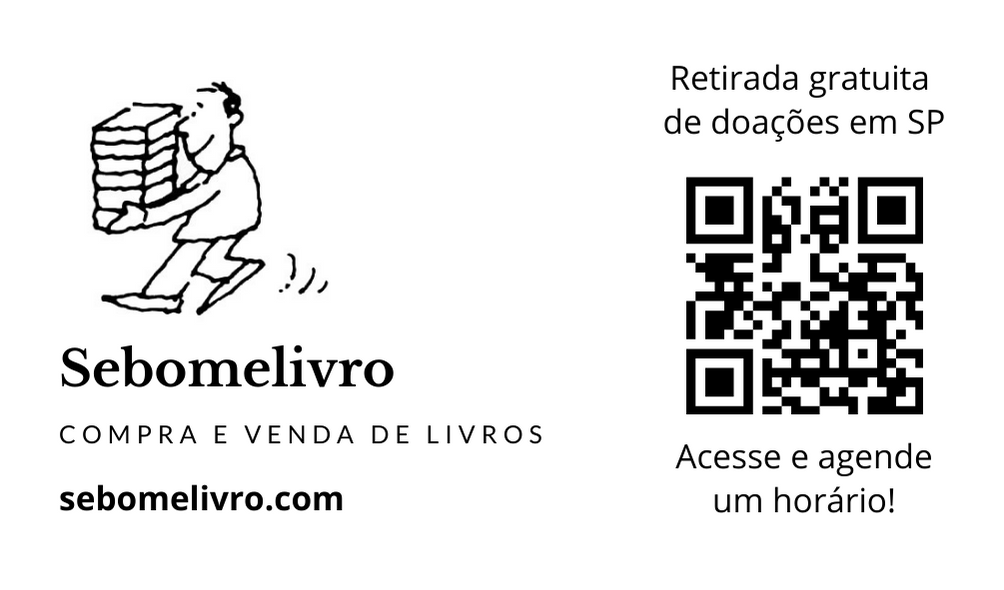 Sebomelivro
COMPRA E VENDA DE LIVROS
sebomelivro.com
Retirada gratuita
de doações em SP
Acesse e agende
um horário!